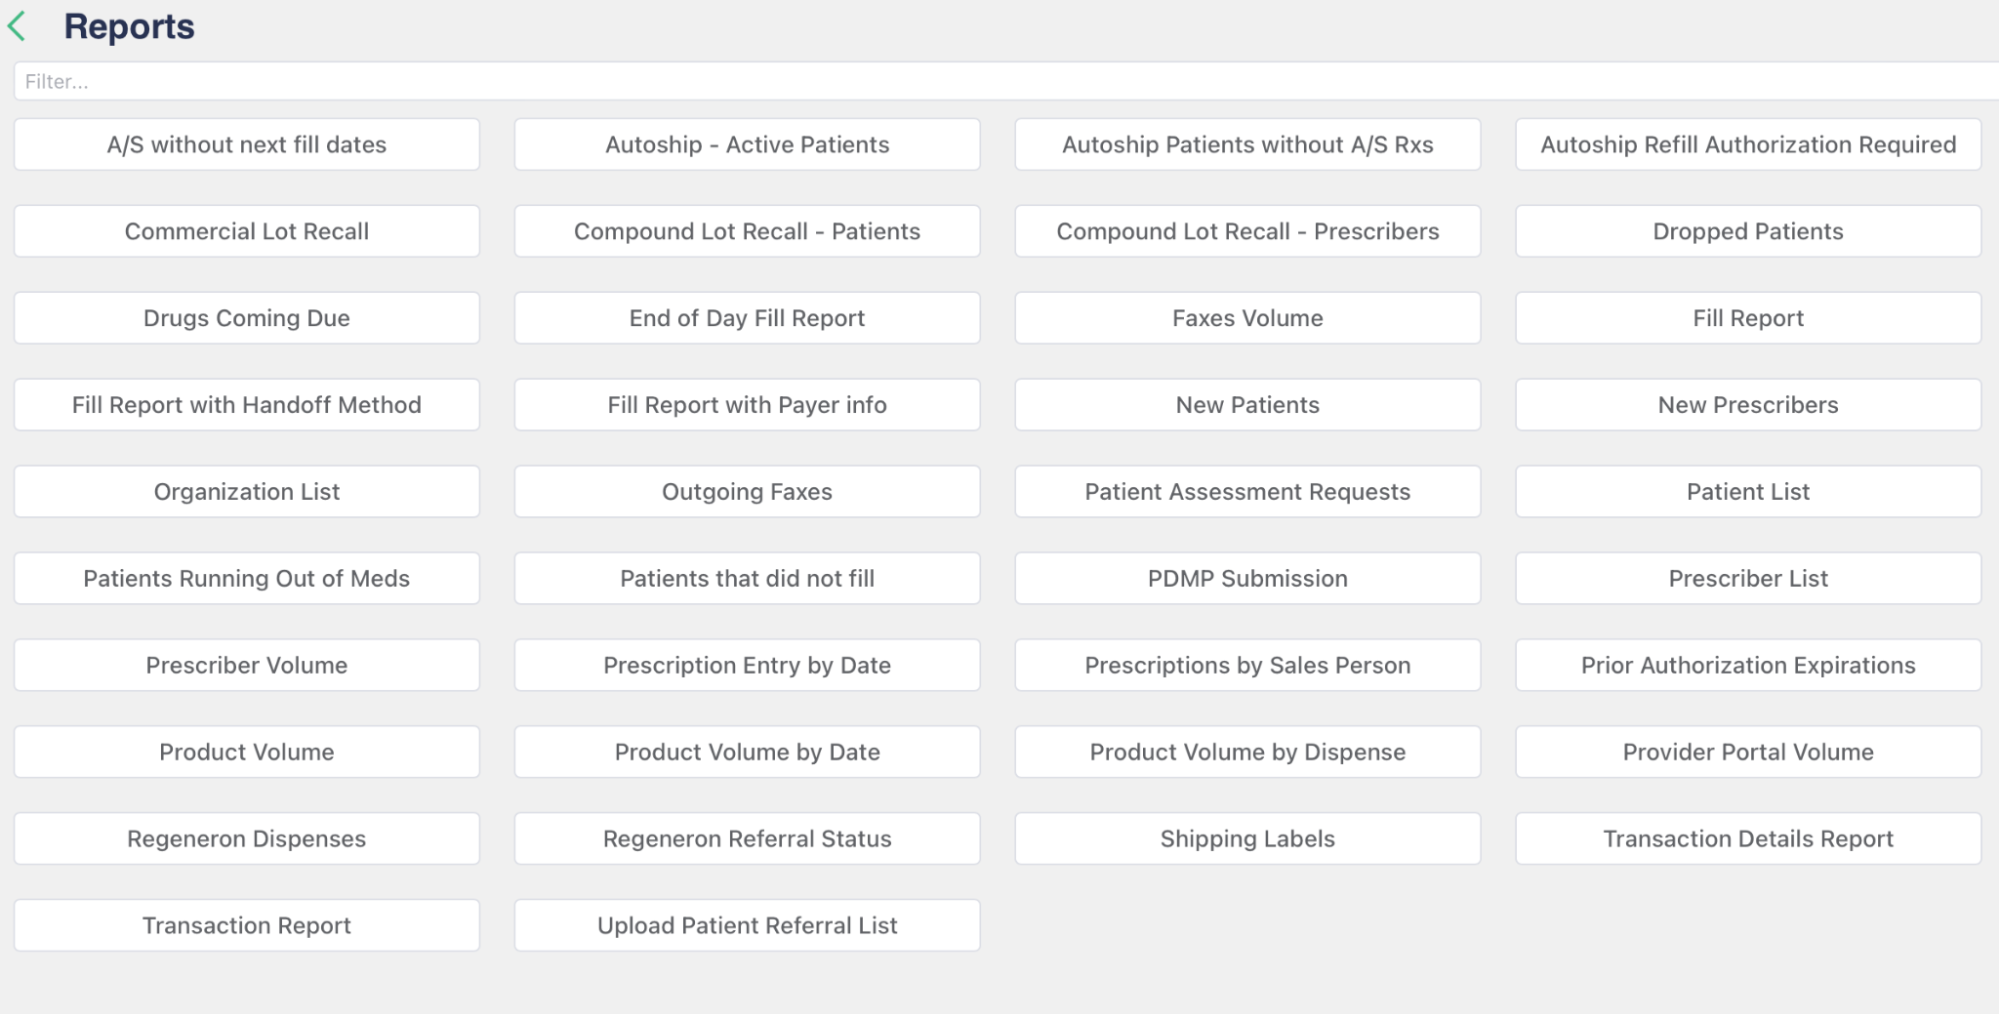 Reports
Filter...
A/S without next fill dates
Autoship - Active Patients
Autoship Patients without A/S Rxs
Autoship Refill Authorization Required
Commercial Lot Recall
Compound Lot Recall - Patients
Compound Lot Recall - Prescribers
Dropped Patients
Drugs Coming Due
End of Day Fill Report
Faxes Volume
Fill Report
Fill Report with Handoff Method
Fill Report with Payer info
New Patients
New Prescribers
Organization List
Outgoing Faxes
Patient Assessment Requests
Patient List
Patients Running Out of Meds
Patients that did not fill
PDMP Submission
Prescriber List
Prescriber Volume
Prescription Entry by Date
Prescriptions by Sales Person
Prior Authorization Expirations
Product Volume
Product Volume by Date
Product Volume by Dispense
Provider Portal Volume
Regeneron Dispenses
Regeneron Referral Status
Shipping Labels
Transaction Details Report
Transaction Report
Upload Patient Referral List